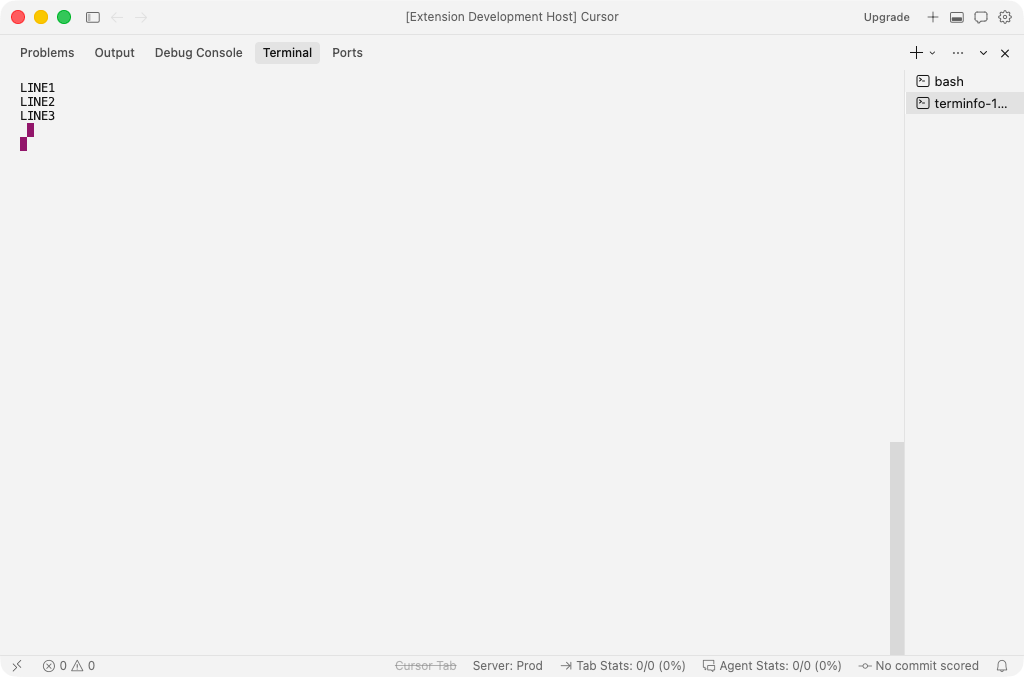 [Extension Development Host] Cursor
Upgrade
Problems Output Debug Console Terminal Ports
LINE1
LINE2
LINE3
bash
terminfo-1...
0 0 Cursor Tab Server: Prod Tab Stats: 0/0 (0%) Agent Stats: 0/0 (0%) No commit scored